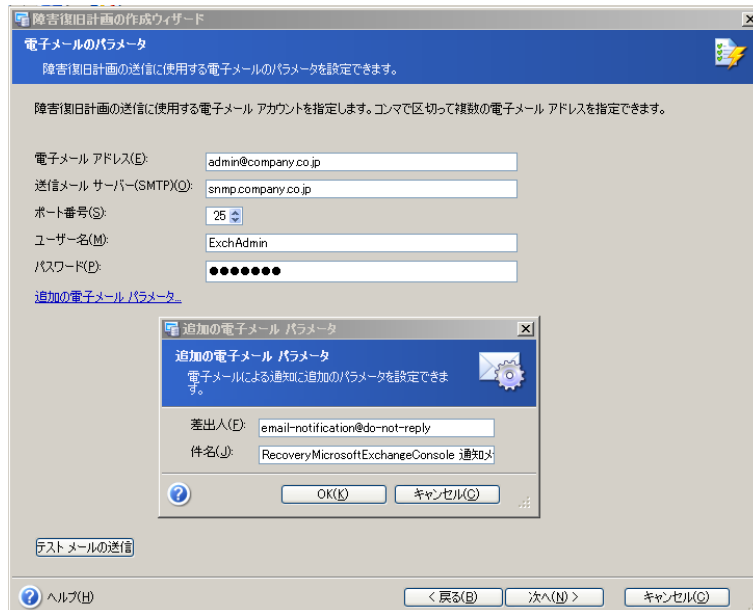 障害復旧計画の作成ウィザード
電子メールのパラメータ
障害復旧計画の送信に使用する電子メールのパラメータを設定できます。
障害復旧計画の送信に使用する電子メール アカウントを指定します。コンマで区切って複数の電子メール アドレスを指定できます。
電子メール アドレス(E): admin@company.co.jp
送信メール サーバー(SMTP)(O): snmp.company.co.jp
ポート番号(S): 25
ユーザー名(M): ExchAdmin
パスワード(P): ●●●●●●●
追加の電子メール パラメータ...
追加の電子メール パラメータ
追加の電子メール パラメータ
電子メールによる通知に追加のパラメータを設定できま
す。
差出人(F): email-notification@do-not-reply
件名(J): RecoveryMicrosoftExchangeConsole 通知
OK(K) キャンセル(C)
テスト メールの送信
ヘルプ(H) < 戻る(B) 次へ(N) > キャンセル(C)